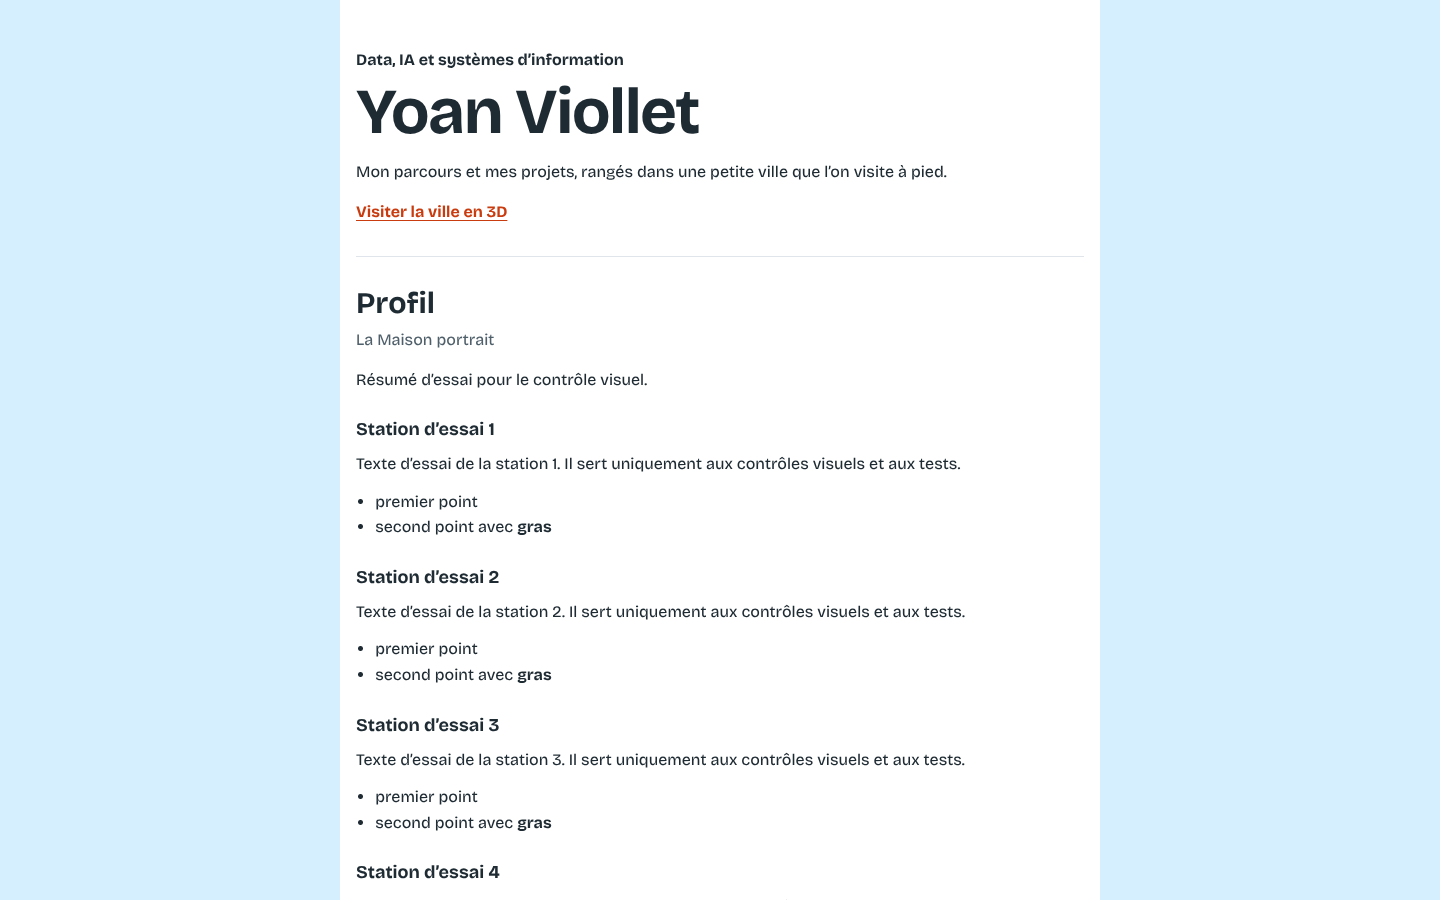 Data, IA et systèmes d’information
Yoan Viollet
Mon parcours et mes projets, rangés dans une petite ville que l’on visite à pied.
Visiter la ville en 3D
Profil
La Maison portrait
Résumé d’essai pour le contrôle visuel.
Station d’essai 1
Texte d’essai de la station 1. Il sert uniquement aux contrôles visuels et aux tests.
• premier point
• second point avec gras
Station d’essai 2
Texte d’essai de la station 2. Il sert uniquement aux contrôles visuels et aux tests.
• premier point
• second point avec gras
Station d’essai 3
Texte d’essai de la station 3. Il sert uniquement aux contrôles visuels et aux tests.
• premier point
• second point avec gras
Station d’essai 4